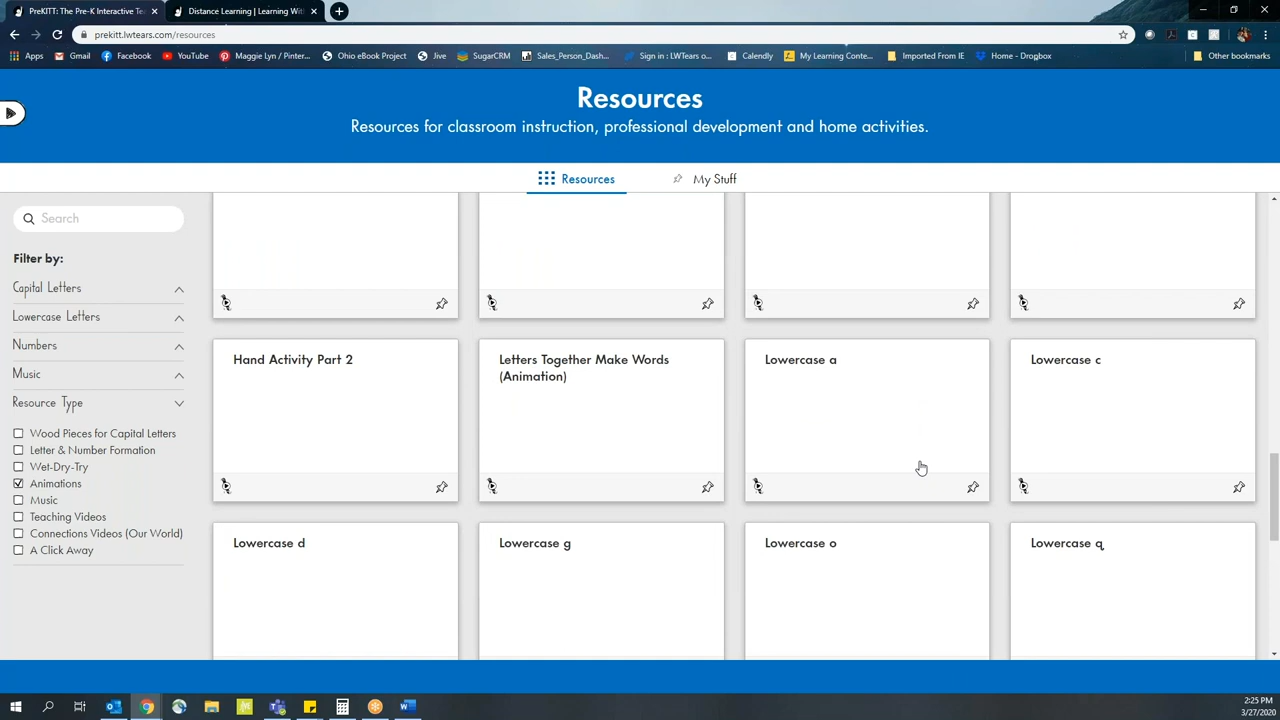 PreKITT: The Pre-K Interactive Te
Distance Learning | Learning With
prekitt.lwtears.com/resources
Apps
Gmail
Facebook
YouTube
Maggie Lyn / Pinter...
Ohio eBook Project
Jive
SugarCRM
Sales_Person_Dash...
Sign in : LWTears o...
Calendly
My Learning Conte...
Imported From IE
Home - Dropbox
Other bookmarks
Resources
Resources for classroom instruction, professional development and home activities.
Resources
My Stuff
Search
Filter by:
Capital Letters
Lowercase Letters
Numbers
Music
Resource Type
Wood Pieces for Capital Letters
Letter & Number Formation
Wet-Dry-Try
Animations
Music
Teaching Videos
Connections Videos (Our World)
A Click Away
Hand Activity Part 2
Letters Together Make Words
(Animation)
Lowercase a
Lowercase c
Lowercase d
Lowercase g
Lowercase o
Lowercase q
2:25 PM
3/27/2020